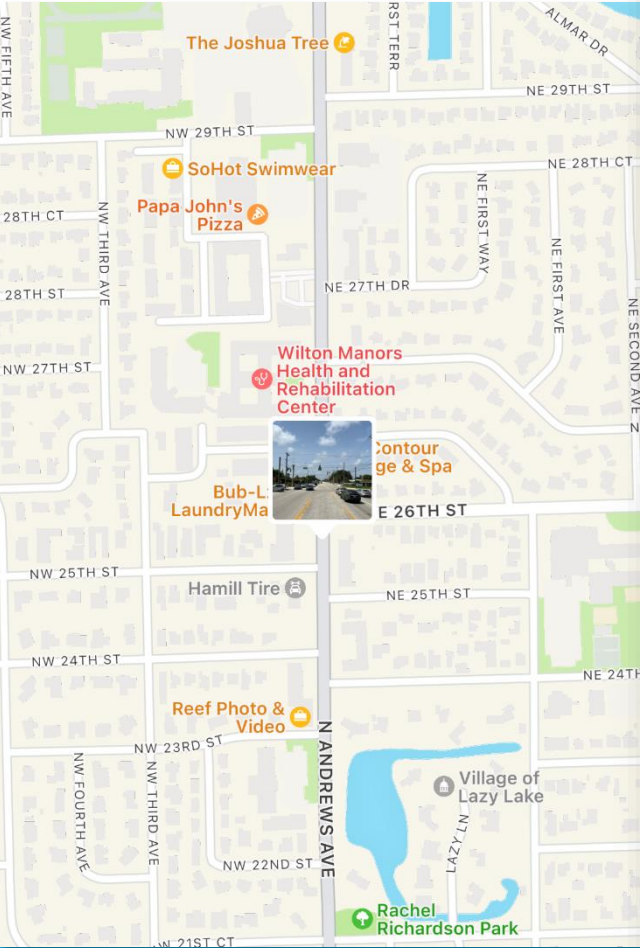 ALMAR DR
RST TERR
NW FIFTH AVE
The Joshua Tree
NE 29TH ST
NW 29TH ST
NE 28TH CT
SoHot Swimwear
Papa John's
Pizza
28TH CT
NW THIRD AVE
NE FIRST WAY
NE FIRST AVE
NE 27TH DR
28TH ST
NE SECOND AVE
N
NW 27TH ST
Wilton Manors
Health and
Rehabilitation
Center
Contour
ge & Spa
Bub-L
LaundryMa
E 26TH ST
NW 25TH ST
Hamill Tire
NE 25TH ST
NW 24TH ST
NE 24TH
Reef Photo &
Video
N ANDREWS AVE
NW 23RD ST
NW FOURTH AVE
NW THIRD AVE
Village of
Lazy Lake
LAZY LN
NW 22ND ST
Rachel
Richardson Park
NW 21ST CT